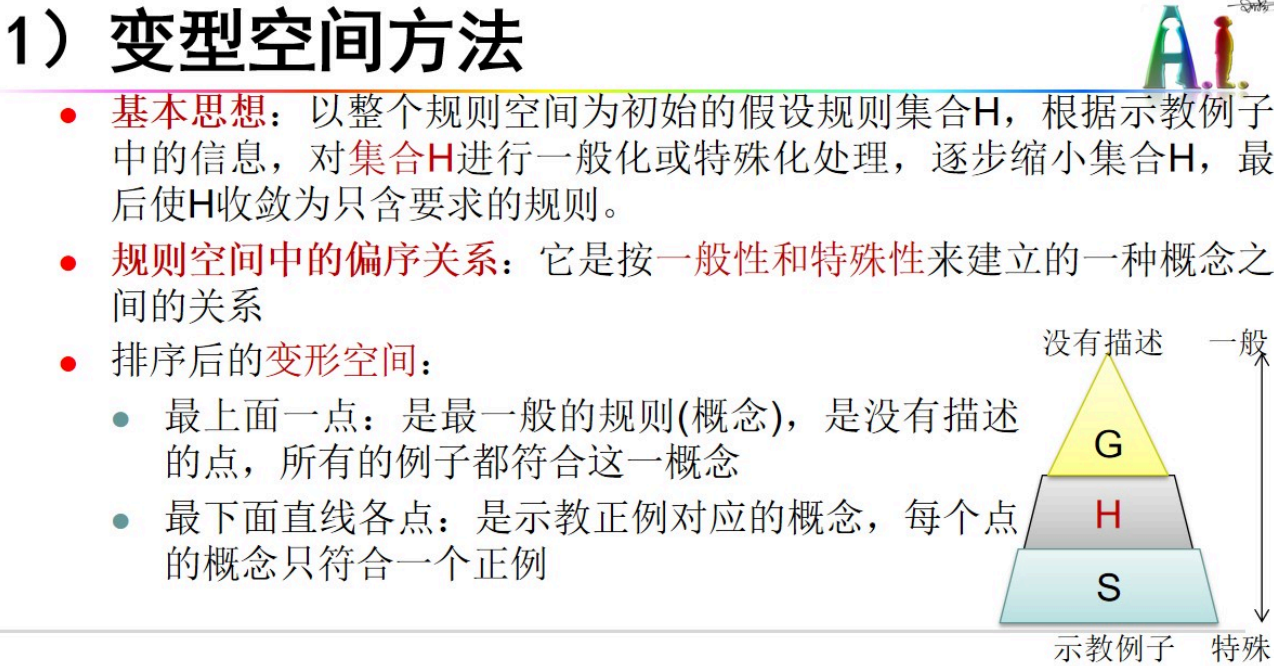 1）变型空间方法
A.I.
基本思想：以整个规则空间为初始的假设规则集合H，根据示教例子
中的信息，对集合H进行一般化或特殊化处理，逐步缩小集合H，最
后使H收敛为只含要求的规则。
规则空间中的偏序关系：它是按一般性和特殊性来建立的一种概念之
间的关系
排序后的变形空间：
没有描述 一般
最上面一点：是最一般的规则(概念)，是没有描述
的点，所有的例子都符合这一概念
G
最下面直线各点：是示教正例对应的概念，每个点
的概念只符合一个正例
H
S
示教例子 特殊